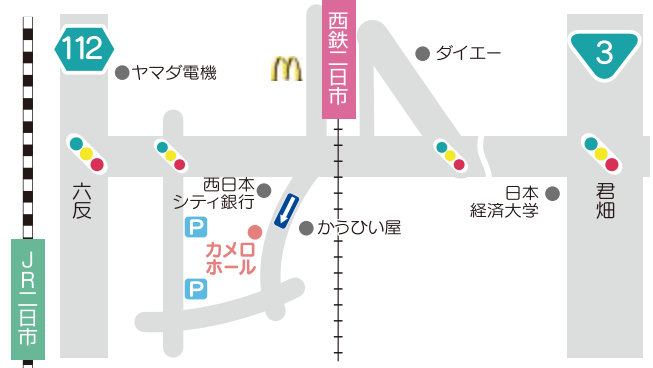 112
ヤマダ電機
西鉄二日市
ダイエー
3
六反
西日本
シティ銀行
日本
経済大学
君畑
P
かうひい屋
カメロ
ホール
P
JR二日市